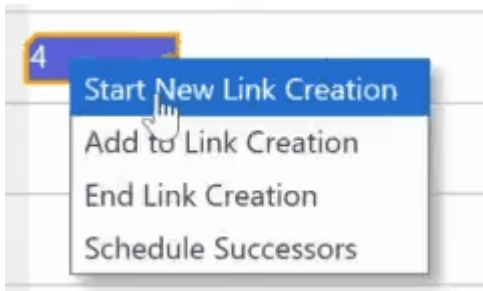 4
Start New Link Creation
Add to Link Creation
End Link Creation
Schedule Successors